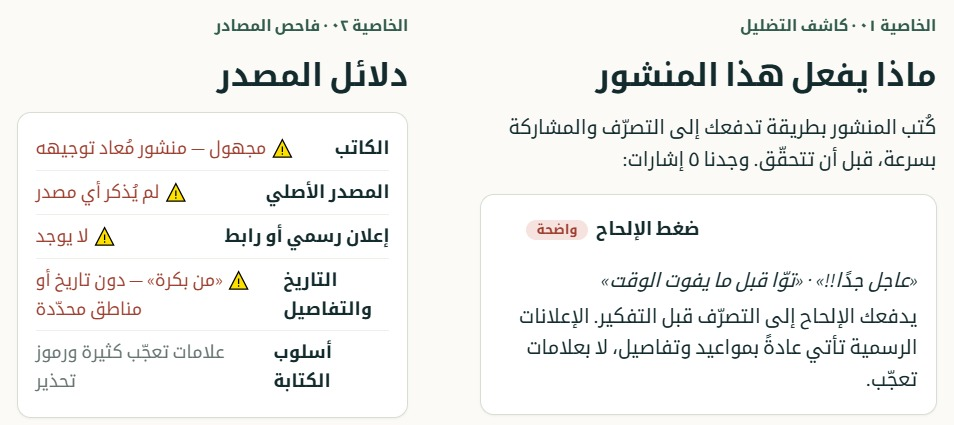 الخاصية ٠٠١ كاشف التضليل
ماذا يفعل هذا المنشور
كُتب المنشور بطريقة تدفعك إلى التصرّف والمشاركة
بسرعة، قبل أن تتحقّق. وجدنا ٥ إشارات:
ضغط الإلحاح واضحة
«عاجل جدًا!!» · «توّا قبل ما يفوت الوقت»
يدفعك الإلحاح إلى التصرّف قبل التفكير. الإعلانات
الرسمية تأتي عادةً بمواعيد وتفاصيل، لا بعلامات
تعجّب.
الخاصية ٠٠٢ فاحص المصادر
دلائل المصدر
الكاتب ⚠️ مجهول — منشور مُعاد توجيهه
المصدر الأصلي ⚠️ لم يُذكر أي مصدر
إعلان رسمي أو رابط ⚠️ لا يوجد
التاريخ والتفاصيل ⚠️ «من بكرة» — دون تاريخ أو
مناطق محدّدة
أسلوب الكتابة علامات تعجّب كثيرة ورموز
تحذير